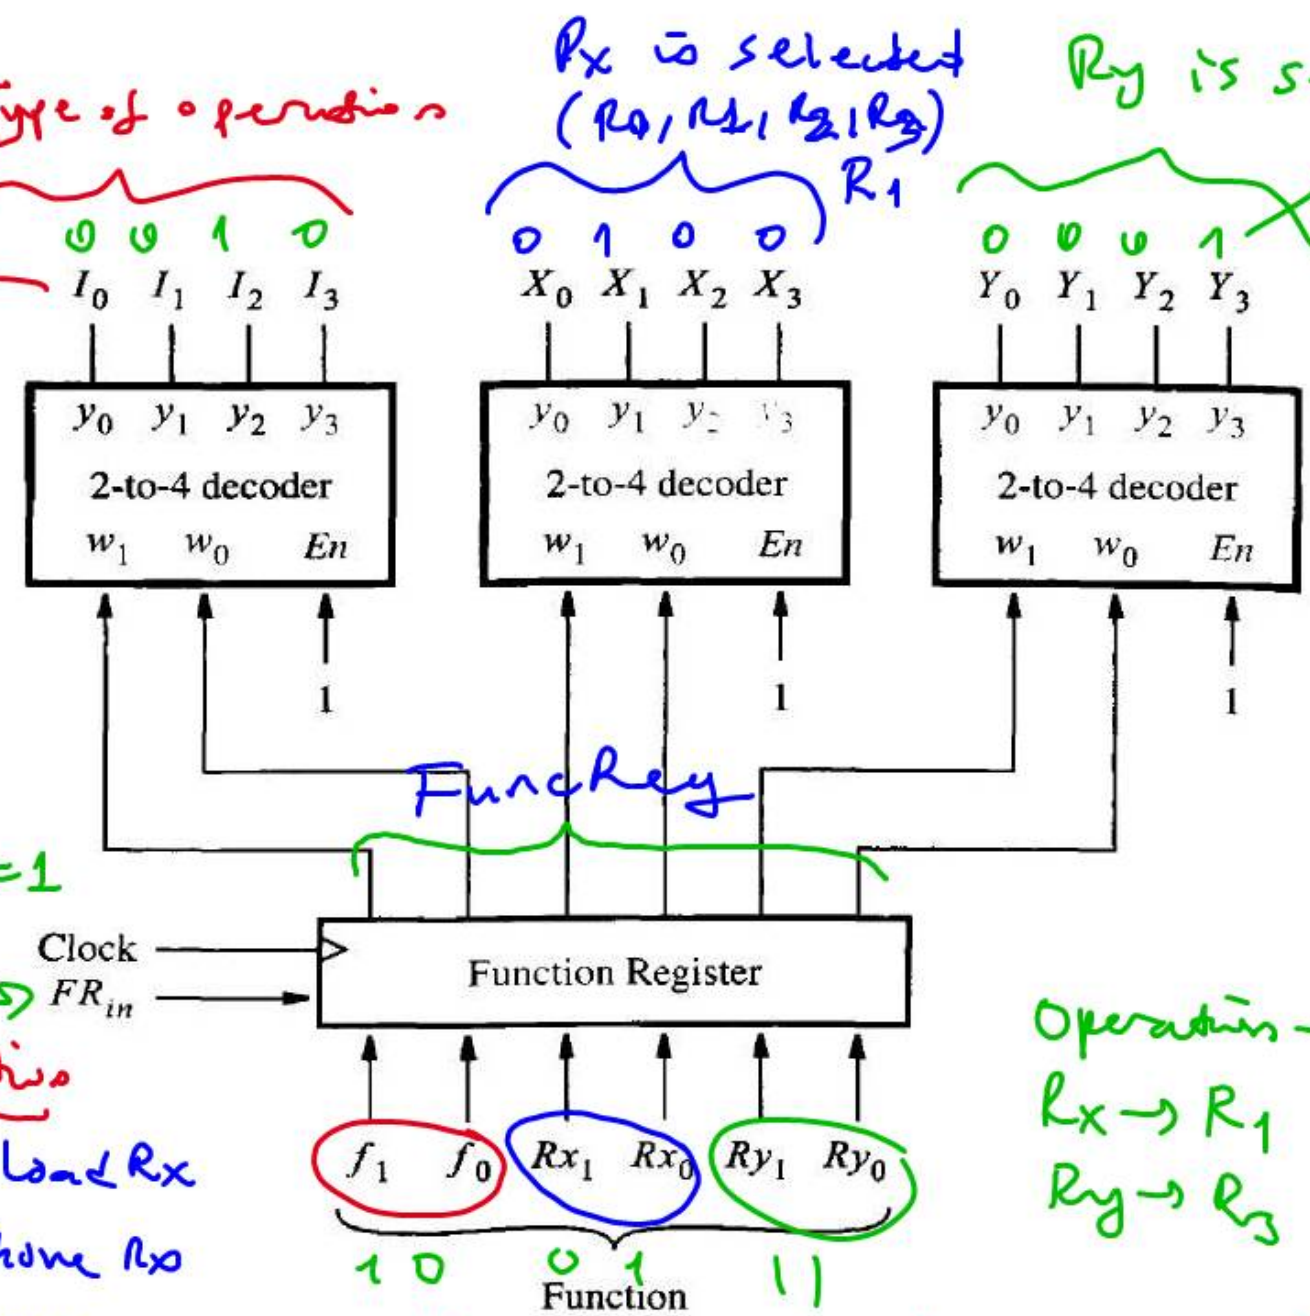 Rx is selected
Ry is s
Type of operation
(R0, R1, R2, R3)
R1
0 0 1 0
0 1 0 0
0 0 0 1
I0 I1 I2 I3
X0 X1 X2 X3
Y0 Y1 Y2 Y3
y0 y1 y2 y3
y0 y1 y2 y3
y0 y1 y2 y3
2-to-4 decoder
2-to-4 decoder
2-to-4 decoder
w1 w0 En
w1 w0 En
w1 w0 En
1
1
1
FuncReg
=1
Clock
FRin
Function Register
Operation -
Rx → R1
Ry → R3
Load Rx
move Rx
f1 f0 Rx1 Rx0 Ry1 Ry0
1 0 0 1 1 1
Function